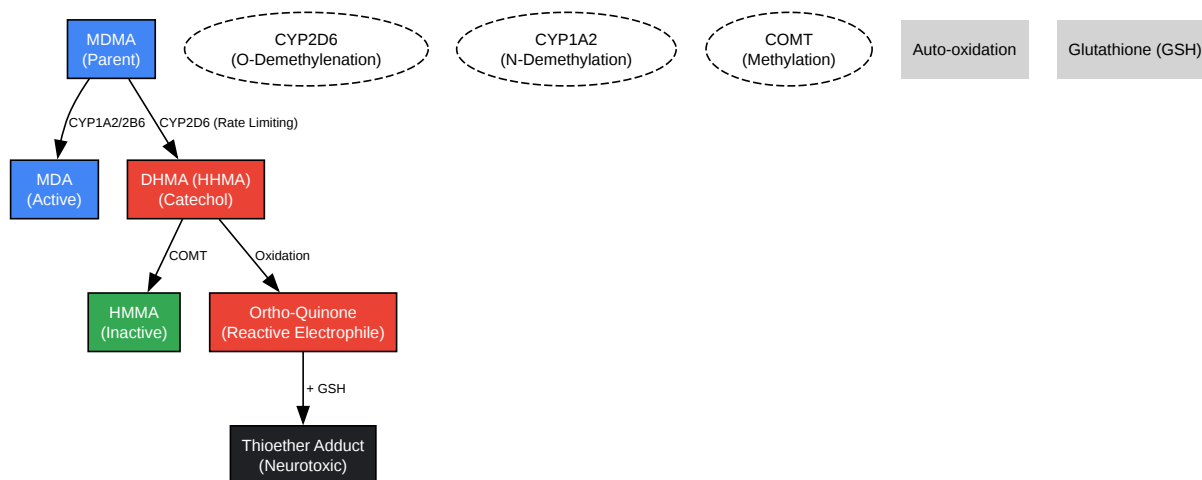 MDMA
(Parent)
CYP2D6
(O-Demethylenation)
CYP1A2
(N-Demethylation)
COMT
(Methylation)
Auto-oxidation
Glutathione (GSH)
CYP1A2/2B6
CYP2D6 (Rate Limiting)
MDA
(Active)
DHMA (HHMA)
(Catechol)
COMT
Oxidation
HMMA
(Inactive)
Ortho-Quinone
(Reactive Electrophile)
+ GSH
Thioether Adduct
(Neurotoxic)